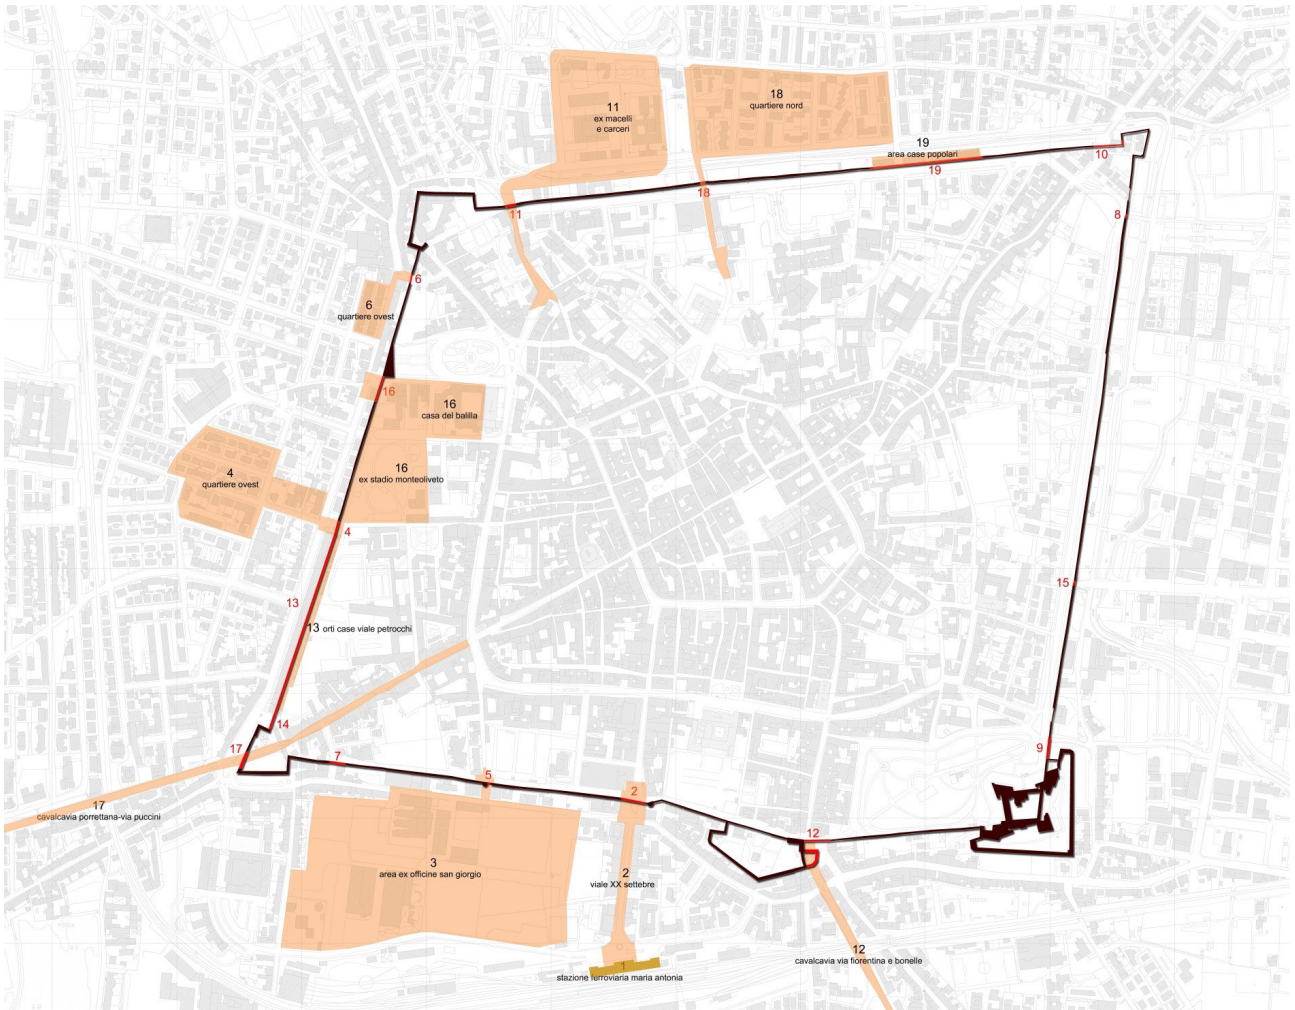 11
ex macelli
e carceri
18
quartiere nord
19
area case popolari
10
19
18
11
8
6
6
quartiere ovest
16
16
casa del balilla
4
quartiere ovest
16
ex stadio monteoliveto
4
15
13
13 orti case viale petrocchi
14
17
7
9
5
2
17
cavalcavia porrettana-via puccini
12
3
area ex officine san giorgio
2
viale XX settebre
12
cavalcavia via fiorentina e bonelle
1
stazione ferroviaria maria antonia